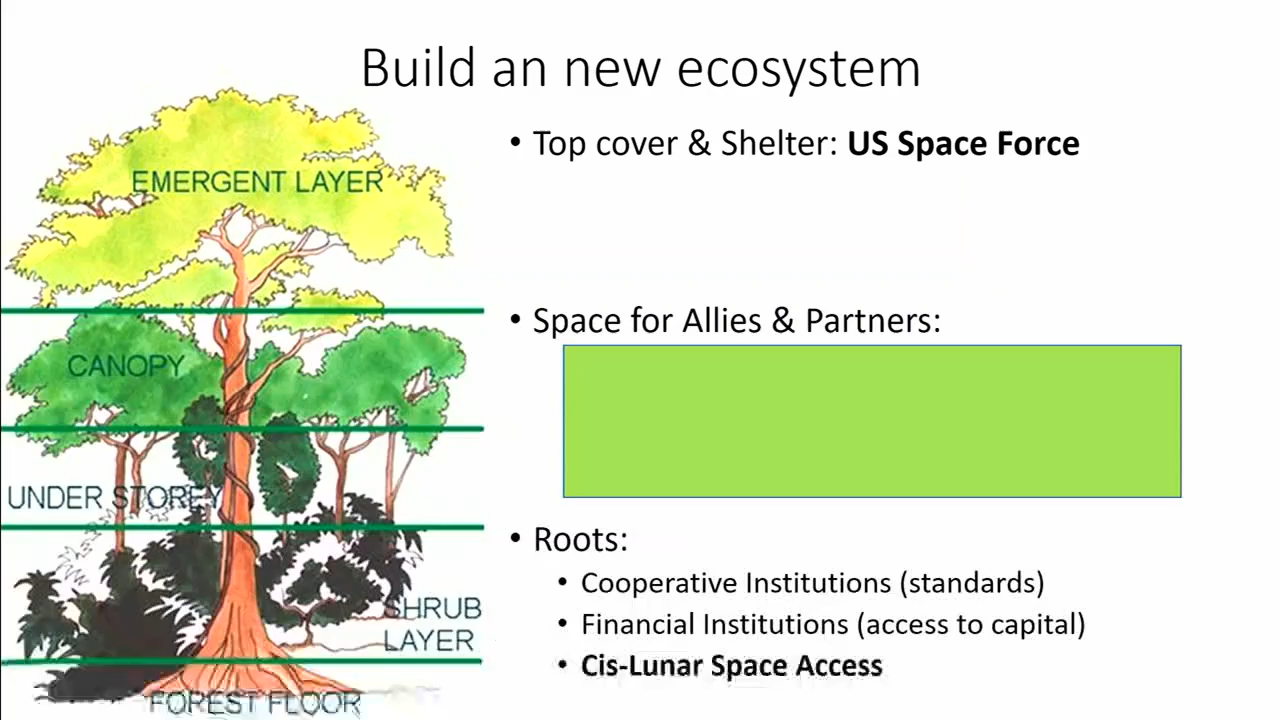 Build an new ecosystem
EMERGENT LAYER
CANOPY
UNDER STOREY
SHRUB
LAYER
FOREST FLOOR
• Top cover & Shelter: US Space Force
• Space for Allies & Partners:
• Roots:
• Cooperative Institutions (standards)
• Financial Institutions (access to capital)
• Cis-Lunar Space Access